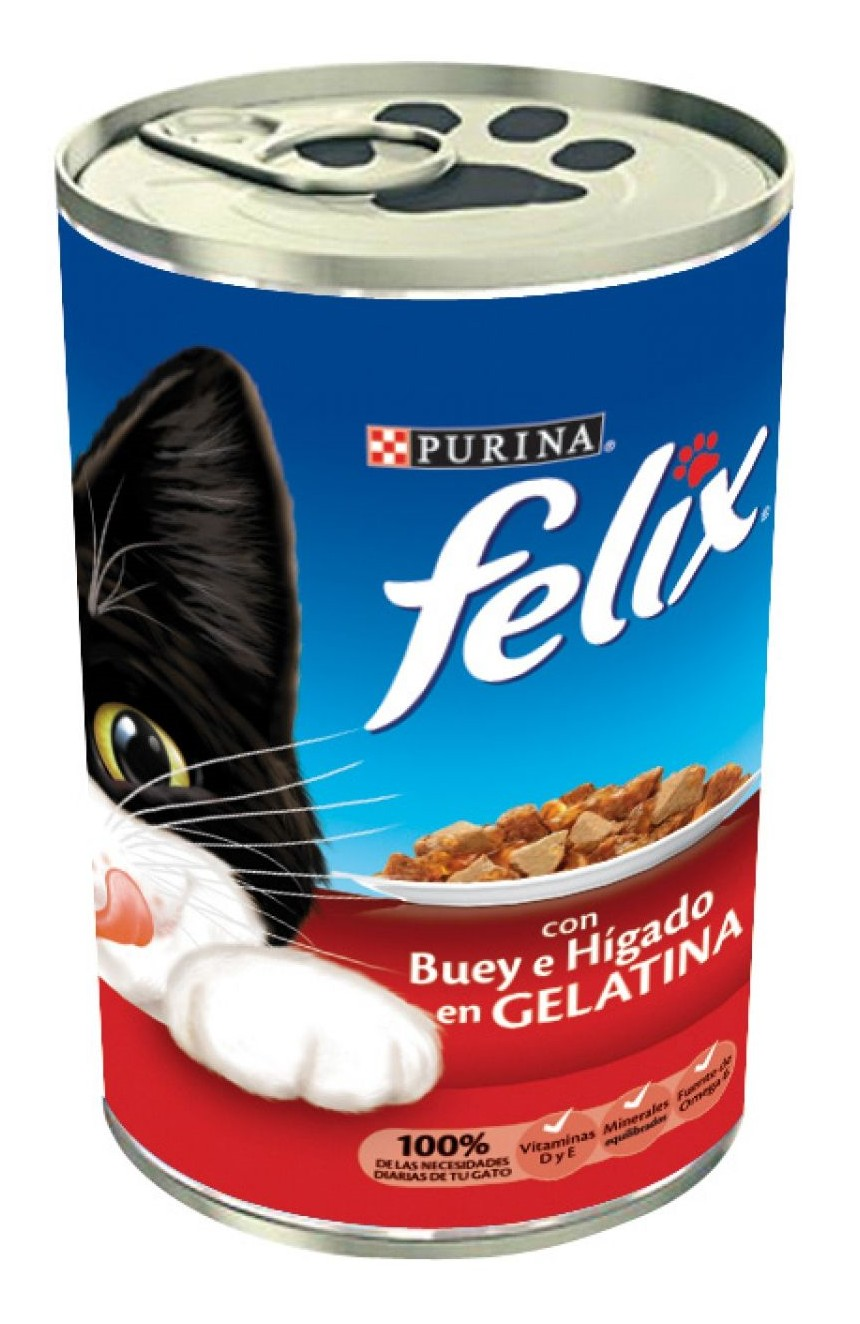 PURINA®
felix®
con
Buey e Hígado
en GELATINA
100%
DE LAS NECESIDADES
DIARIAS DE TU GATO
Vitaminas
D y E
Minerales
equilibrados
Fuente de
Omega 6